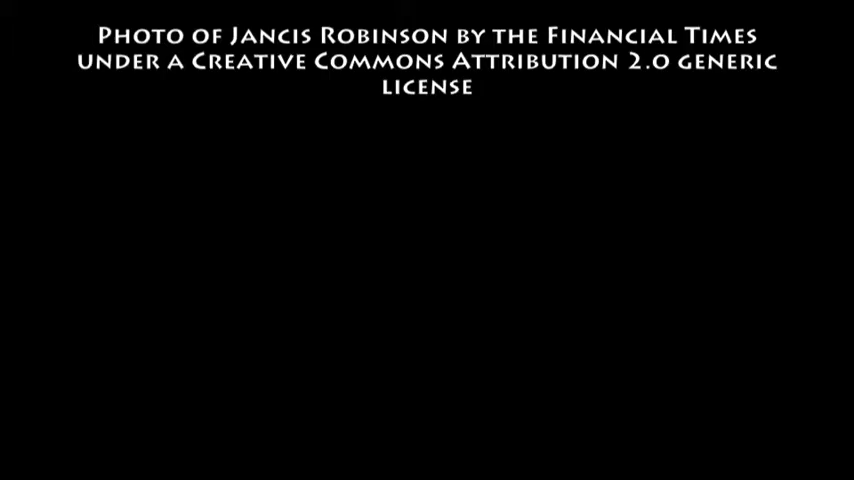 Photo of Jancis Robinson by the Financial Times
under a Creative Commons Attribution 2.0 generic
license